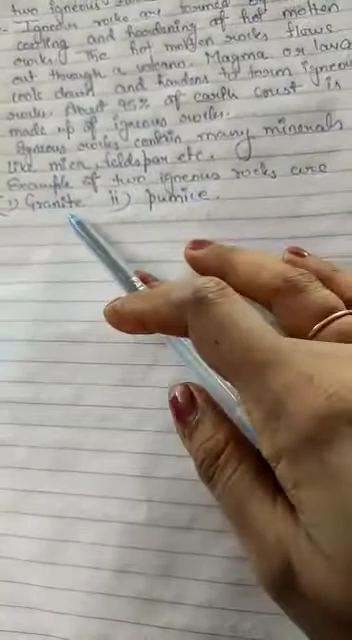 two igneous
- Igneous rocks are formed by
cooling and hardening of hot molten
rocks. The hot molten rocks flows
out through a volcano. Magma or lava
cools down and hardens to form igneous
rocks. About 95% of earth crust is
made up of igneous rocks.
Igneous rocks contain many minerals
like mica, feldspar etc.
Example of two igneous rocks are
i) Granite ii) pumice.